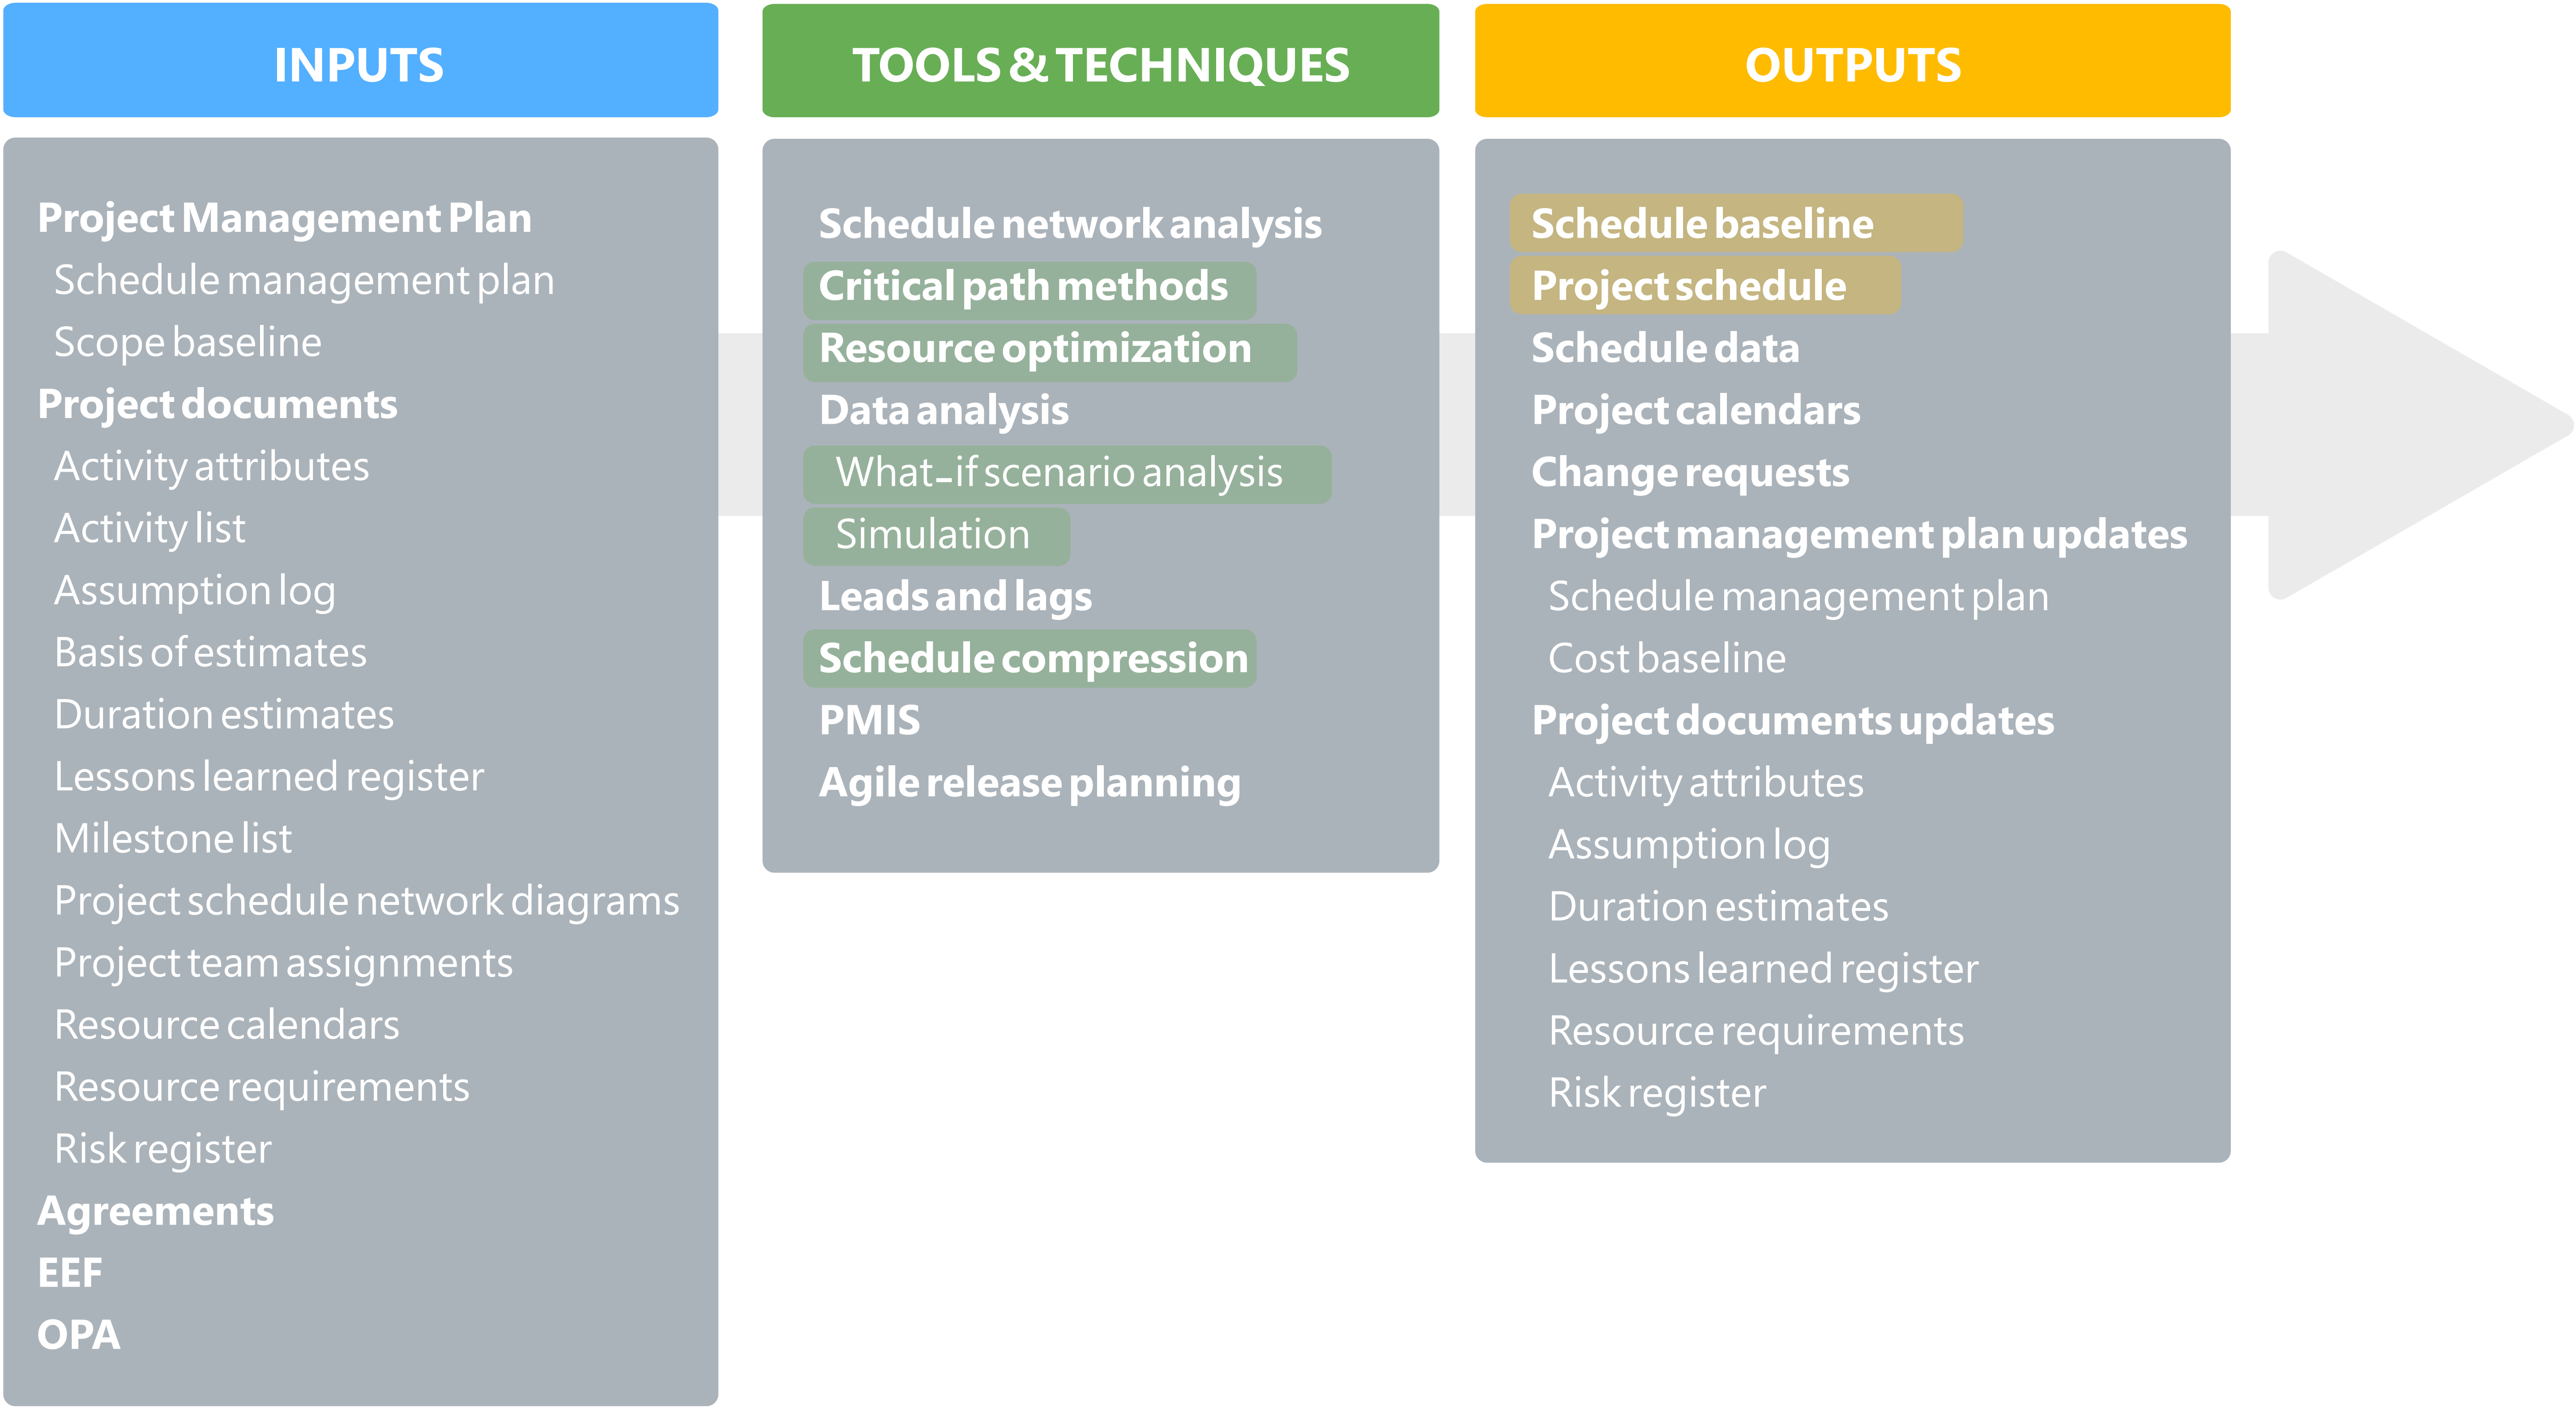 INPUTS
Project Management Plan
Schedule management plan
Scope baseline
Project documents
Activity attributes
Activity list
Assumption log
Basis of estimates
Duration estimates
Lessons learned register
Milestone list
Project schedule network diagrams
Project team assignments
Resource calendars
Resource requirements
Risk register
Agreements
EEF
OPA
TOOLS & TECHNIQUES
Schedule network analysis
Critical path methods
Resource optimization
Data analysis
What-if scenario analysis
Simulation
Leads and lags
Schedule compression
PMIS
Agile release planning
OUTPUTS
Schedule baseline
Project schedule
Schedule data
Project calendars
Change requests
Project management plan updates
Schedule management plan
Cost baseline
Project documents updates
Activity attributes
Assumption log
Duration estimates
Lessons learned register
Resource requirements
Risk register